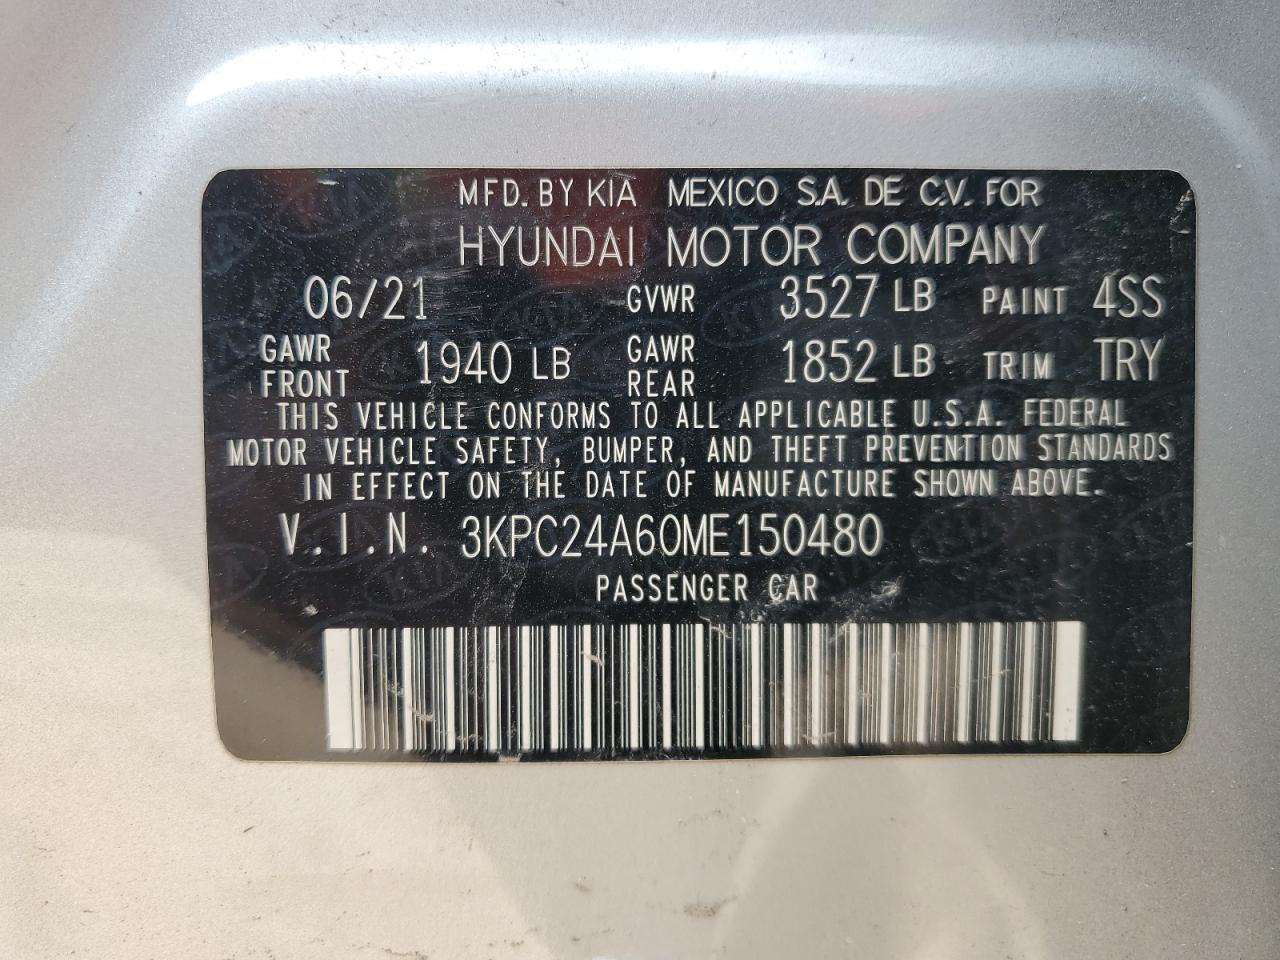 MFD. BY KIA MEXICO S.A. DE C.V. FOR
HYUNDAI MOTOR COMPANY
06/21 GVWR 3527 LB PAINT 4SS
GAWR FRONT 1940 LB GAWR REAR 1852 LB TRIM TRY
THIS VEHICLE CONFORMS TO ALL APPLICABLE U.S.A. FEDERAL
MOTOR VEHICLE SAFETY, BUMPER, AND THEFT PREVENTION STANDARDS
IN EFFECT ON THE DATE OF MANUFACTURE SHOWN ABOVE.
V.I.N. 3KPC24A60ME150480
PASSENGER CAR